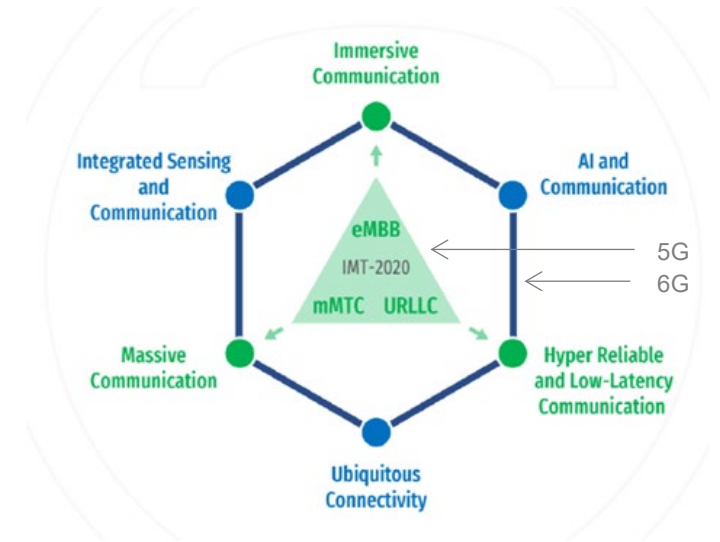 Immersive
Communication
Integrated Sensing
and
Communication
AI and
Communication
eMBB
IMT-2020
mMTC URLLC
5G
6G
Massive
Communication
Hyper Reliable
and Low-Latency
Communication
Ubiquitous
Connectivity